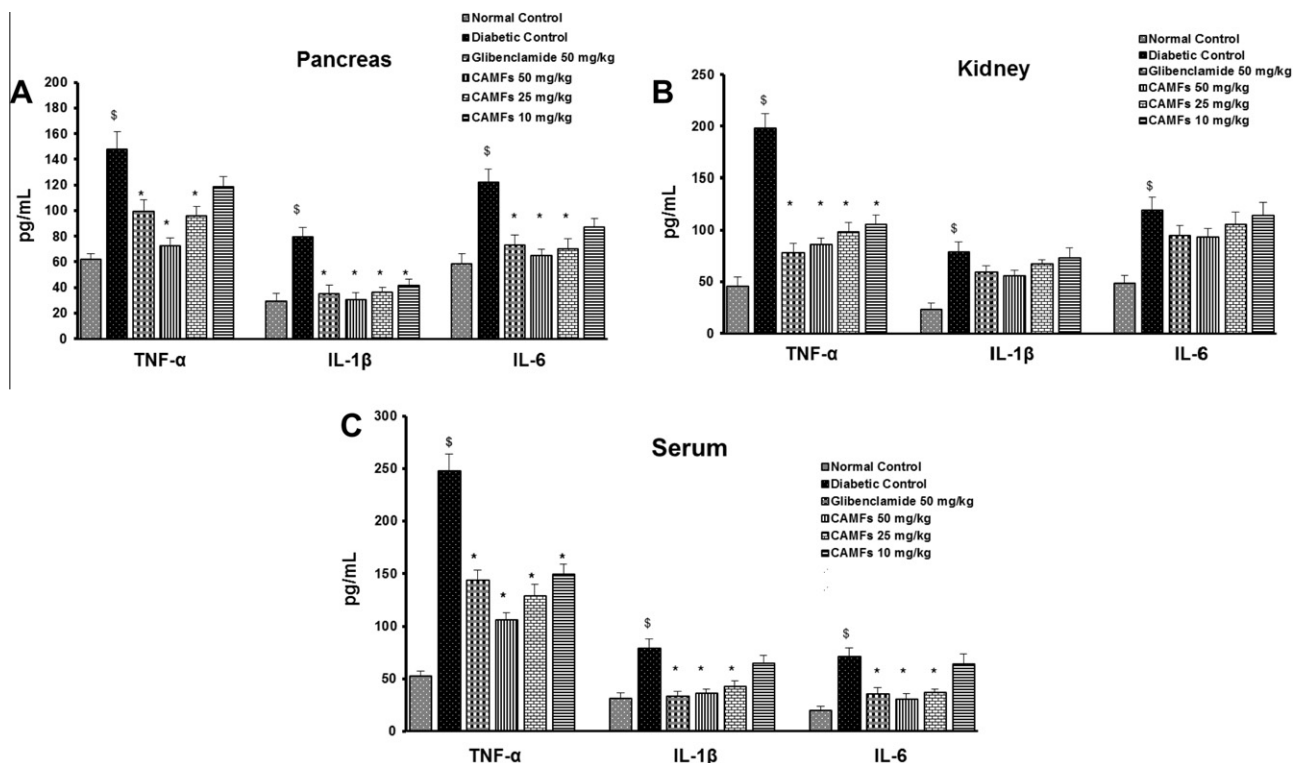 A
Pancreas
Normal Control
Diabetic Control
Glibenclamide 50 mg/kg
CAMFs 50 mg/kg
CAMFs 25 mg/kg
CAMFs 10 mg/kg
pg/mL
200
180
160
140
120
100
80
60
40
20
0
$
*
*
*
$
*
*
*
*
$
*
*
*
TNF-α
IL-1β
IL-6
B
Kidney
Normal Control
Diabetic Control
Glibenclamide 50 mg/kg
CAMFs 50 mg/kg
CAMFs 25 mg/kg
CAMFs 10 mg/kg
pg/mL
250
200
150
100
50
0
$
*
*
*
*
$
$
TNF-α
IL-1β
IL-6
C
Serum
Normal Control
Diabetic Control
Glibenclamide 50 mg/kg
CAMFs 50 mg/kg
CAMFs 25 mg/kg
CAMFs 10 mg/kg
pg/mL
300
250
200
150
100
50
0
$
*
*
*
*
$
*
*
*
$
*
*
*
TNF-α
IL-1β
IL-6